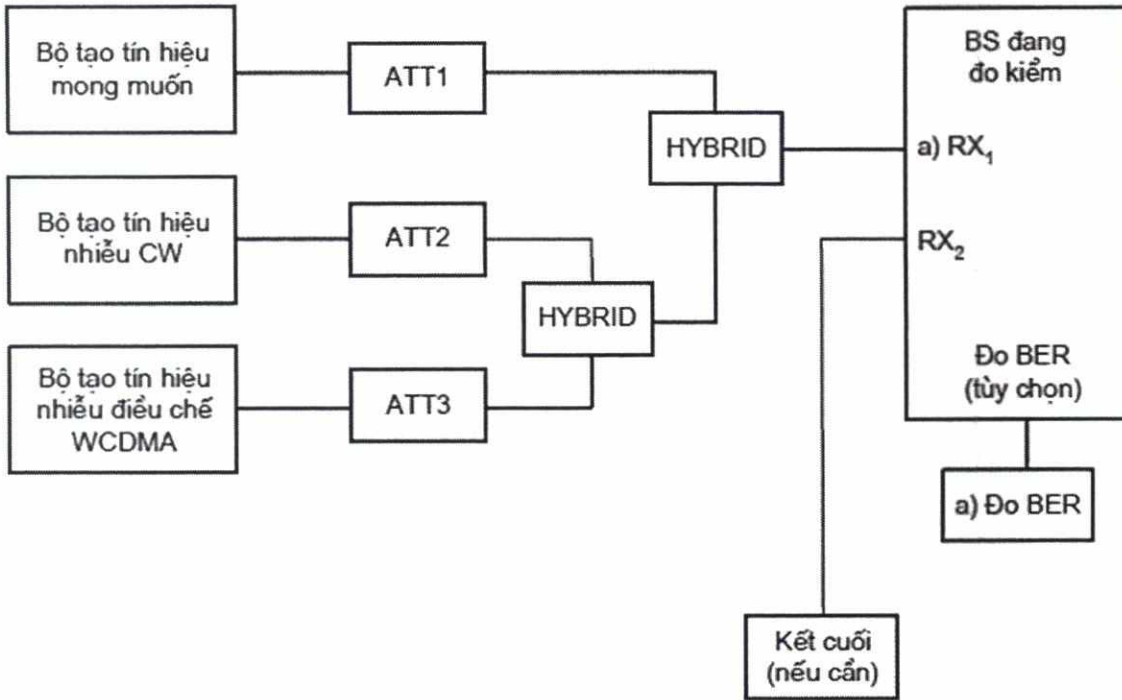 Bộ tạo tín hiệu
mong muốn
ATT1
HYBRID
BS đang
đo kiểm
a) RX₁
RX₂
Bộ tạo tín hiệu
nhiễu CW
ATT2
HYBRID
Bộ tạo tín hiệu
nhiễu điều chế
WCDMA
ATT3
Đo BER
(tùy chọn)
a) Đo BER
Kết cuối
(nếu cần)